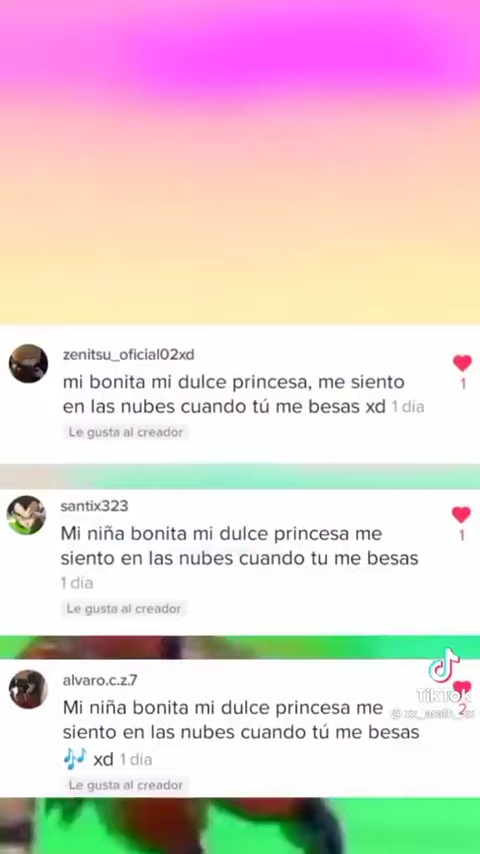 zenitsu_oficial02xd
mi bonita mi dulce princesa, me siento
en las nubes cuando tú me besas xd 1 día
1
Le gusta al creador
santix323
Mi niña bonita mi dulce princesa me
siento en las nubes cuando tu me besas
1
1 día
Le gusta al creador
alvaro.c.z.7
Mi niña bonita mi dulce princesa me
siento en las nubes cuando tú me besas
🎶 xd 1 día
Le gusta al creador
TikTok
2